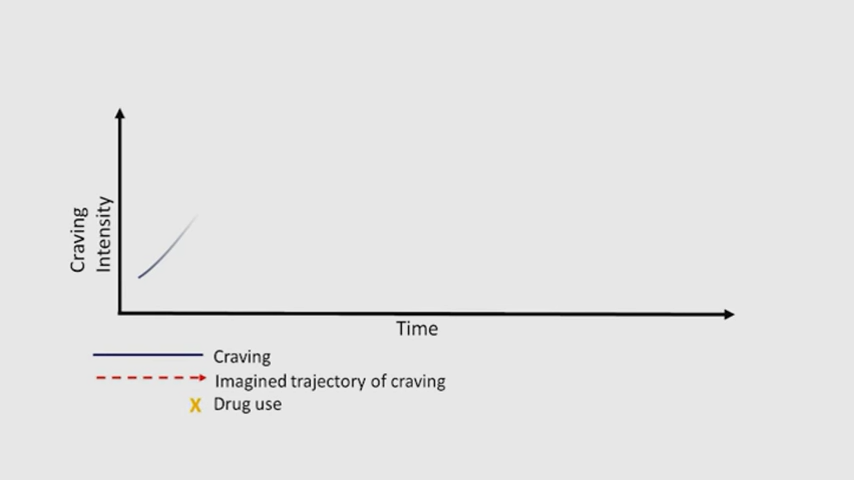 Craving
Intensity
Time
Craving
Imagined trajectory of craving
X Drug use